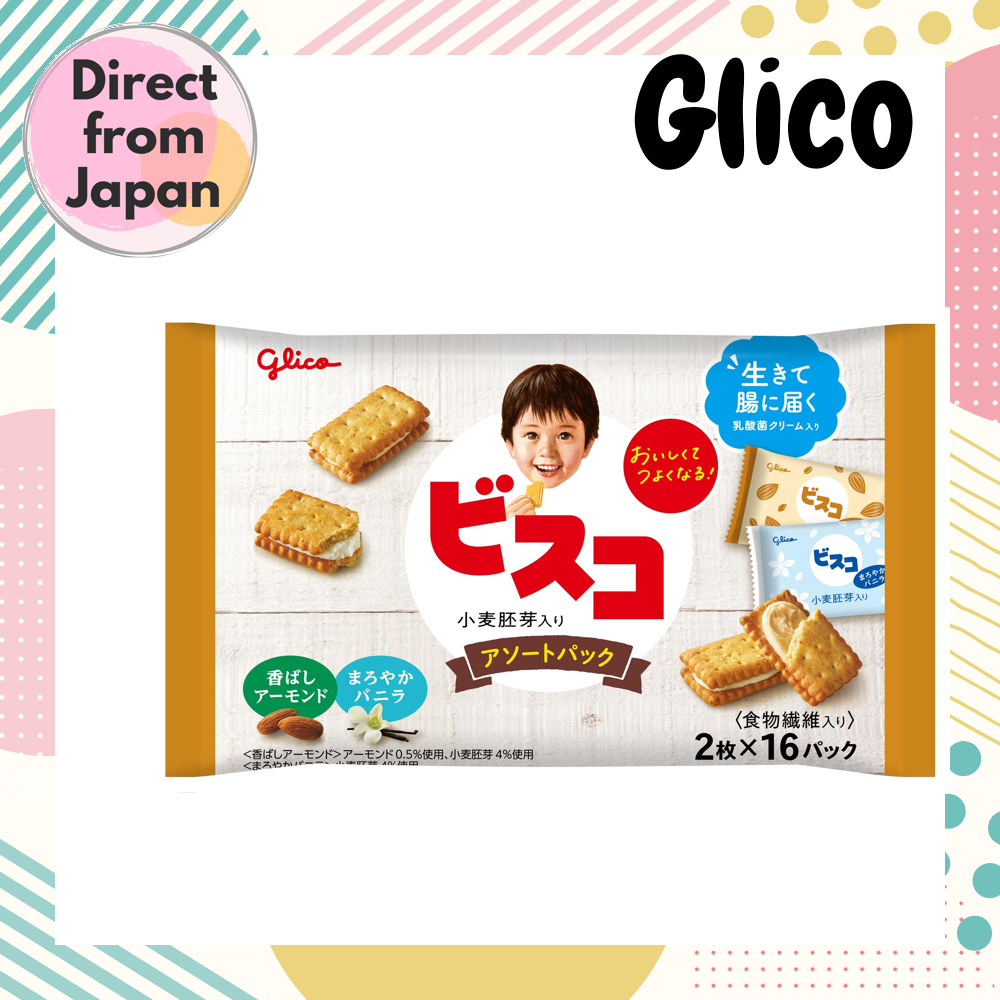 Direct
from
Japan
Glico
Glico
生きて
腸に届く
乳酸菌クリーム入り
おいしくて
つよくなる!
Glico
ビスコ
Glico
ビスコ
まろやか
バニラ
小麦胚芽入り
ビスコ
小麦胚芽入り
アソートパック
香ばし
アーモンド
まろやか
バニラ
〈食物繊維入り〉
2枚×16パック
<香ばしアーモンド>アーモンド0.5%使用、小麦胚芽4%使用